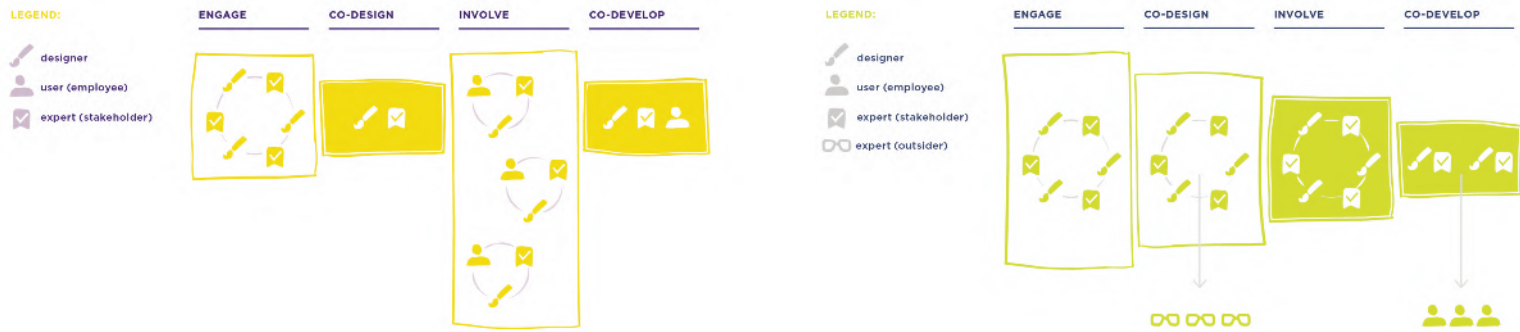 LEGEND:
ENGAGE
CO-DESIGN
INVOLVE
CO-DEVELOP
designer
user (employee)
expert (stakeholder)
LEGEND:
ENGAGE
CO-DESIGN
INVOLVE
CO-DEVELOP
designer
user (employee)
expert (stakeholder)
expert (outsider)